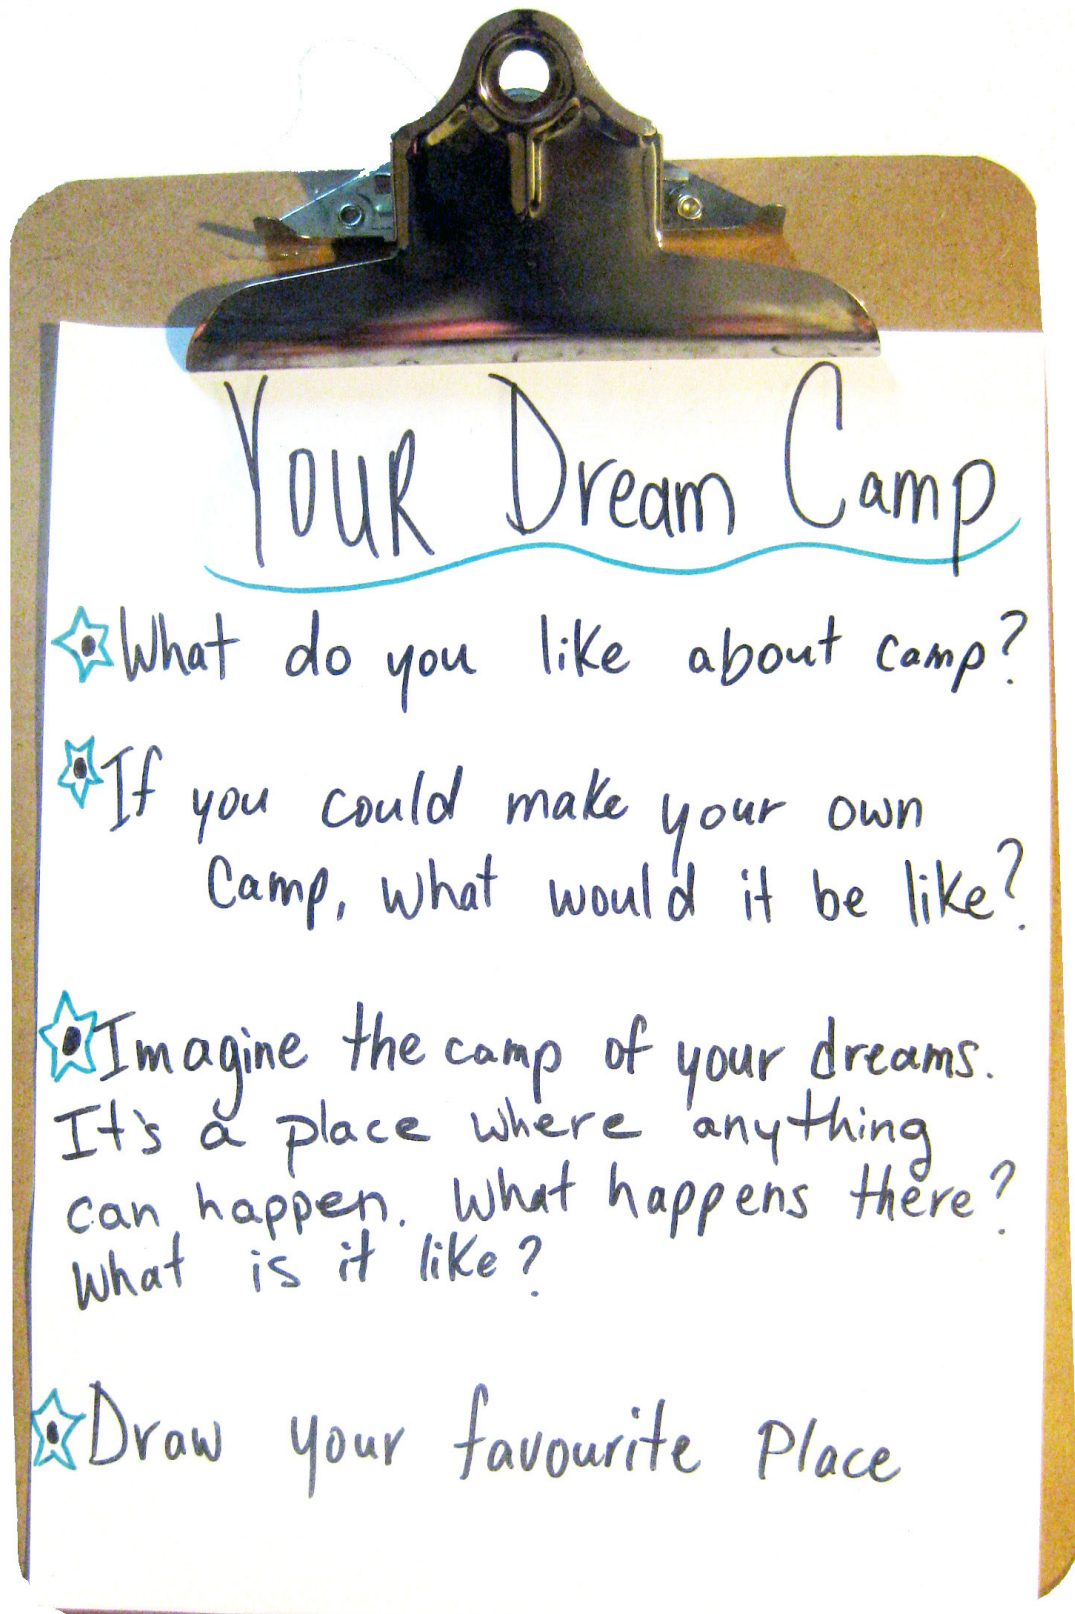 Your Dream Camp
What do you like about camp?
If you could make your own
Camp, what would it be like?
Imagine the camp of your dreams.
It's a place where anything
can happen. What happens there?
What is it like?
Draw your favourite Place